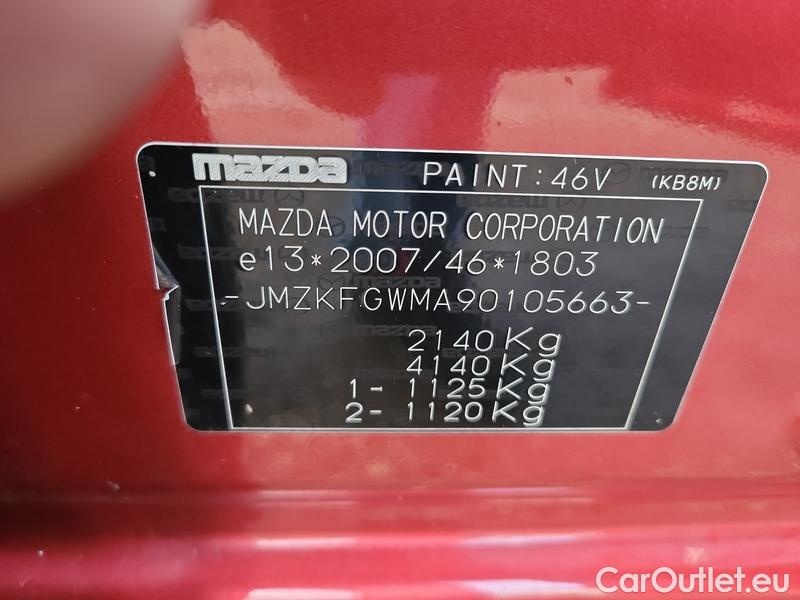 mazda PAINT:46V (KB8M)
MAZDA MOTOR CORPORATION
e13*2007/46*1803
-JMZKFGWMA90105663-
2140Kg
4140Kg
1- 1125Kg
2- 1120Kg
CarOutlet.eu